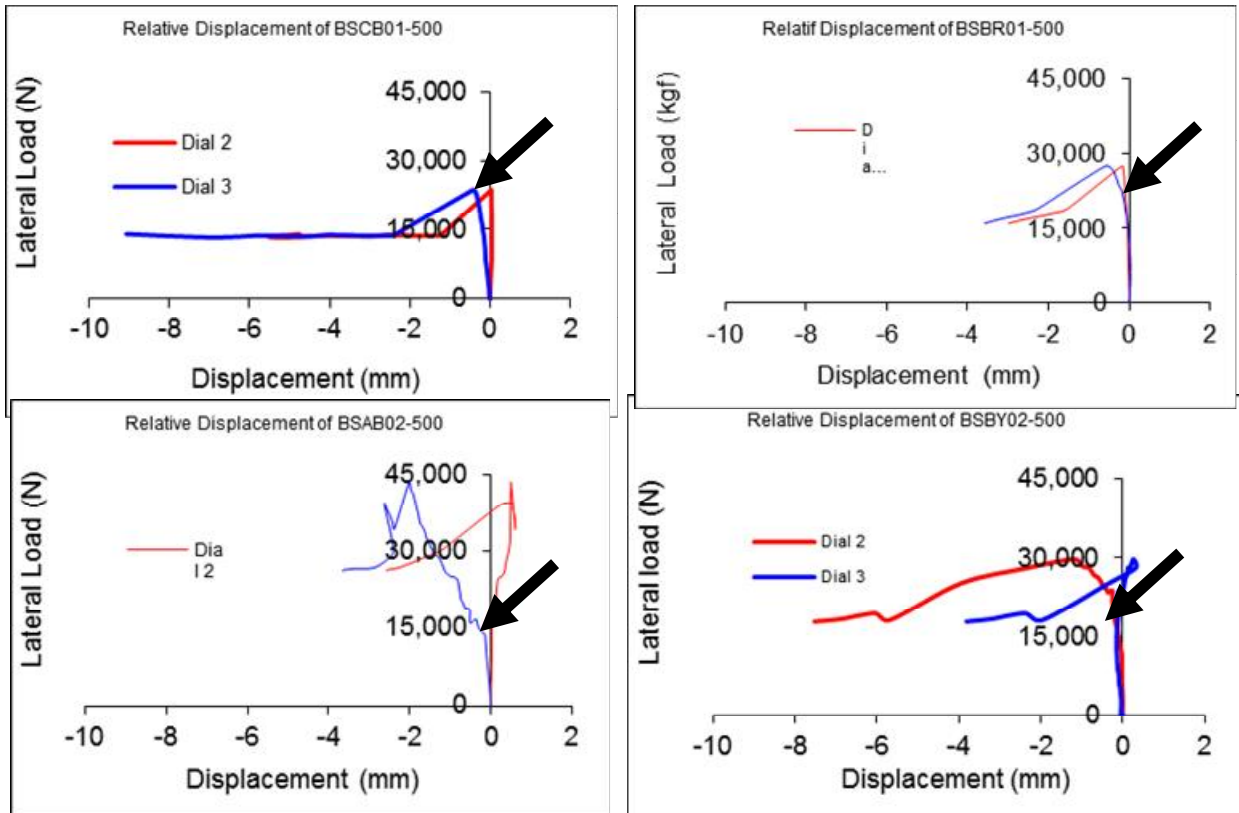 Relative Displacement of BSCB01-500
Lateral Load (N)
45,000
30,000
15,000
0
Dial 2
Dial 3
-10 -8 -6 -4 -2 0 2
Displacement (mm)
Relatif Displacement of BSBR01-500
Lateral Load (kgf)
45,000
30,000
15,000
0
D
i
a...
-10 -8 -6 -4 -2 0 2
Displacement (mm)
Relative Displacement of BSAB02-500
Lateral Load (N)
45,000
30,000
15,000
0
Dia
l 2
-10 -8 -6 -4 -2 0 2
Displacement (mm)
Relative Displacement of BSBY02-500
Lateral load (N)
45,000
30,000
15,000
0
Dial 2
Dial 3
-10 -8 -6 -4 -2 0 2
Displacement (mm)